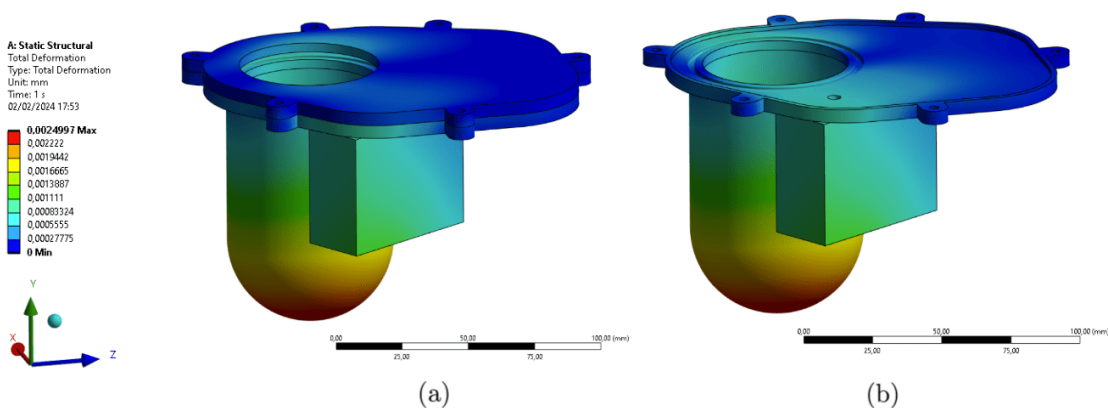 A: Static Structural
Total Deformation
Type: Total Deformation
Unit: mm
Time: 1 s
02/02/2024 17:53
0,0024997 Max
0,002222
0,0019442
0,0016665
0,0013887
0,001111
0,00083324
0,0005555
0,00027775
0 Min
Y
X
Z
0,00 50,00 100,00 (mm)
25,00 75,00
0,00 50,00 100,00 (mm)
25,00 75,00
(a) (b)